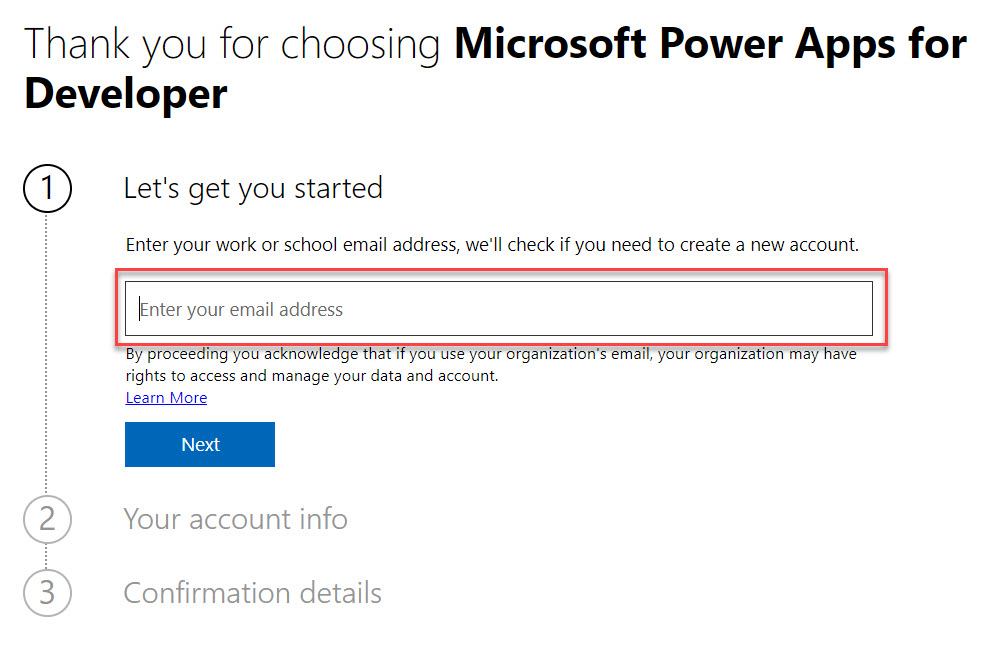 Thank you for choosing Microsoft Power Apps for
Developer
1
Let's get you started
Enter your work or school email address, we'll check if you need to create a new account.
Enter your email address
By proceeding you acknowledge that if you use your organization's email, your organization may have
rights to access and manage your data and account.
Learn More
Next
2
Your account info
3
Confirmation details